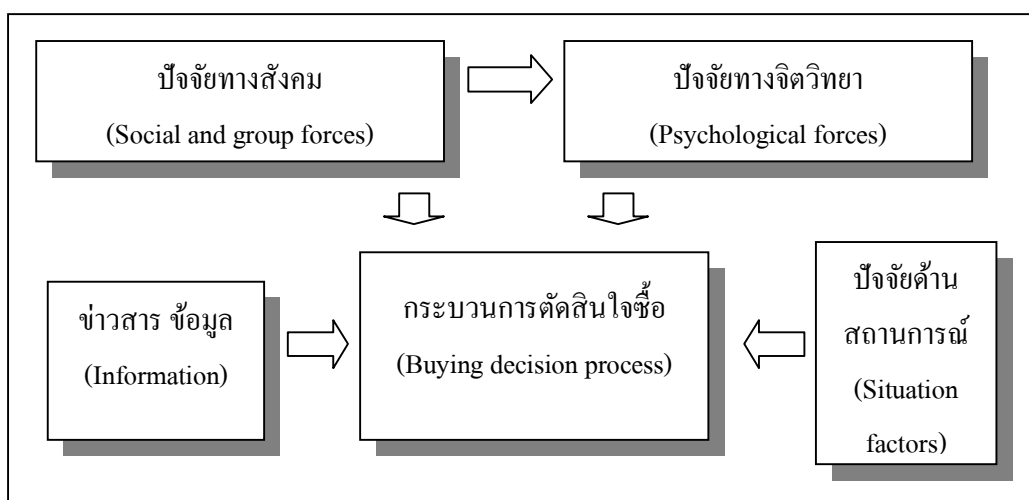 ปัจจัยทางสังคม
(Social and group forces)
ปัจจัยทางจิตวิทยา
(Psychological forces)
ข่าวสาร ข้อมูล
(Information)
กระบวนการตัดสินใจซื้อ
(Buying decision process)
ปัจจัยด้าน
สถานการณ์
(Situation
factors)